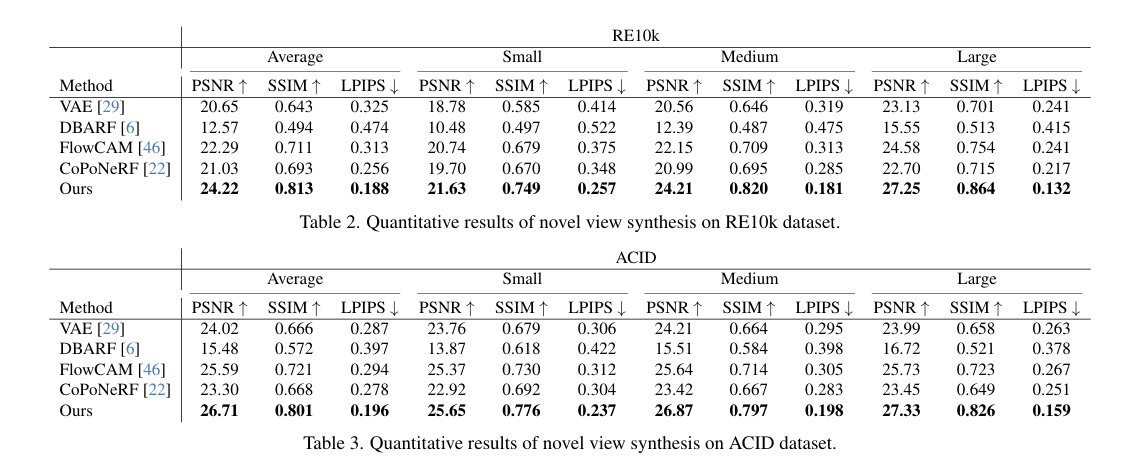 RE10k
Average Small Medium Large
Method PSNR ↑ SSIM ↑ LPIPS ↓ PSNR ↑ SSIM ↑ LPIPS ↓ PSNR ↑ SSIM ↑ LPIPS ↓ PSNR ↑ SSIM ↑ LPIPS ↓
VAE [29] 20.65 0.643 0.325 18.78 0.585 0.414 20.56 0.646 0.319 23.13 0.701 0.241
DBARF [6] 12.57 0.494 0.474 10.48 0.497 0.522 12.39 0.487 0.475 15.55 0.513 0.415
FlowCAM [46] 22.29 0.711 0.313 20.74 0.679 0.375 22.15 0.709 0.313 24.58 0.754 0.241
CoPoNeRF [22] 21.03 0.693 0.256 19.70 0.670 0.348 20.99 0.695 0.285 22.70 0.715 0.217
Ours 24.22 0.813 0.188 21.63 0.749 0.257 24.21 0.820 0.181 27.25 0.864 0.132
Table 2. Quantitative results of novel view synthesis on RE10k dataset.
ACID
Average Small Medium Large
Method PSNR ↑ SSIM ↑ LPIPS ↓ PSNR ↑ SSIM ↑ LPIPS ↓ PSNR ↑ SSIM ↑ LPIPS ↓ PSNR ↑ SSIM ↑ LPIPS ↓
VAE [29] 24.02 0.666 0.287 23.76 0.679 0.306 24.21 0.664 0.295 23.99 0.658 0.263
DBARF [6] 15.48 0.572 0.397 13.87 0.618 0.422 15.51 0.584 0.398 16.72 0.521 0.378
FlowCAM [46] 25.59 0.721 0.294 25.37 0.730 0.312 25.64 0.714 0.305 25.73 0.723 0.267
CoPoNeRF [22] 23.30 0.668 0.278 22.92 0.692 0.304 23.42 0.667 0.283 23.45 0.649 0.251
Ours 26.71 0.801 0.196 25.65 0.776 0.237 26.87 0.797 0.198 27.33 0.826 0.159
Table 3. Quantitative results of novel view synthesis on ACID dataset.